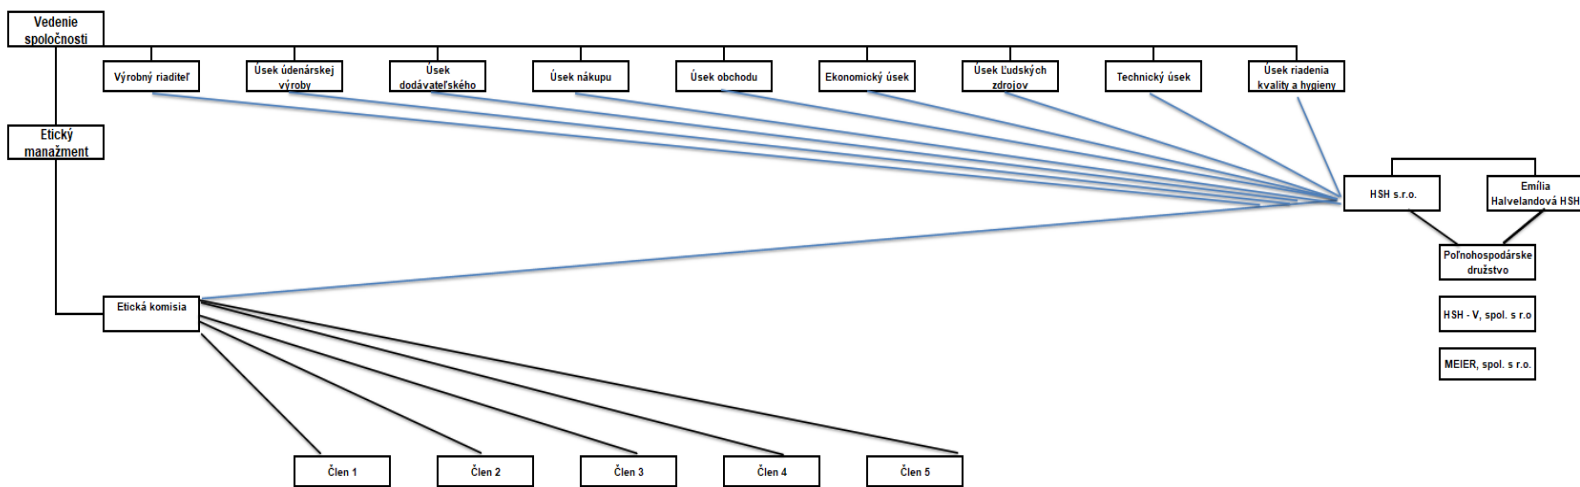 Vedenie
spoločnosti
Výrobný riaditeľ
Úsek údenárskej
výroby
Úsek
dodávateľského
Úsek nákupu
Úsek obchodu
Ekonomický úsek
Úsek Ľudských
zdrojov
Technický úsek
Úsek riadenia
kvality a hygieny
Etický
manažment
HSH s.r.o.
Emília
Halvelandová HSH
Poľnohospodárske
družstvo
Etická komisia
HSH - V, spol. s r.o
MEIER, spol. s r.o.
Člen 1
Člen 2
Člen 3
Člen 4
Člen 5